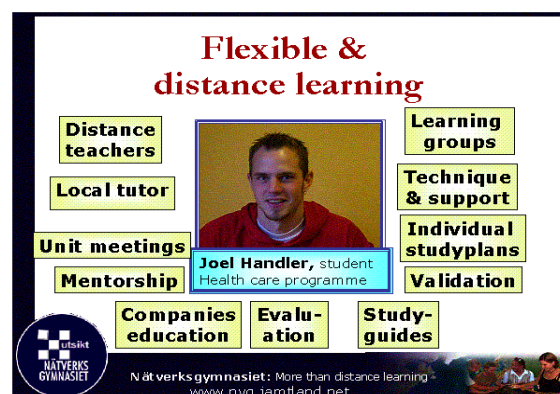 Flexible &
distance learning
Distance
teachers
Local tutor
Unit meetings
Mentorship
Joel Handler, student
Health care programme
Learning
groups
Technique
& support
Individual
studyplans
Validation
Companies
education
Evalu-
ation
Study-
guides
utsikt
NÄTVERKS
GYMNASIET
Nätverksgymnasiet: More than distance learning -
www.nvg.jamtland.net